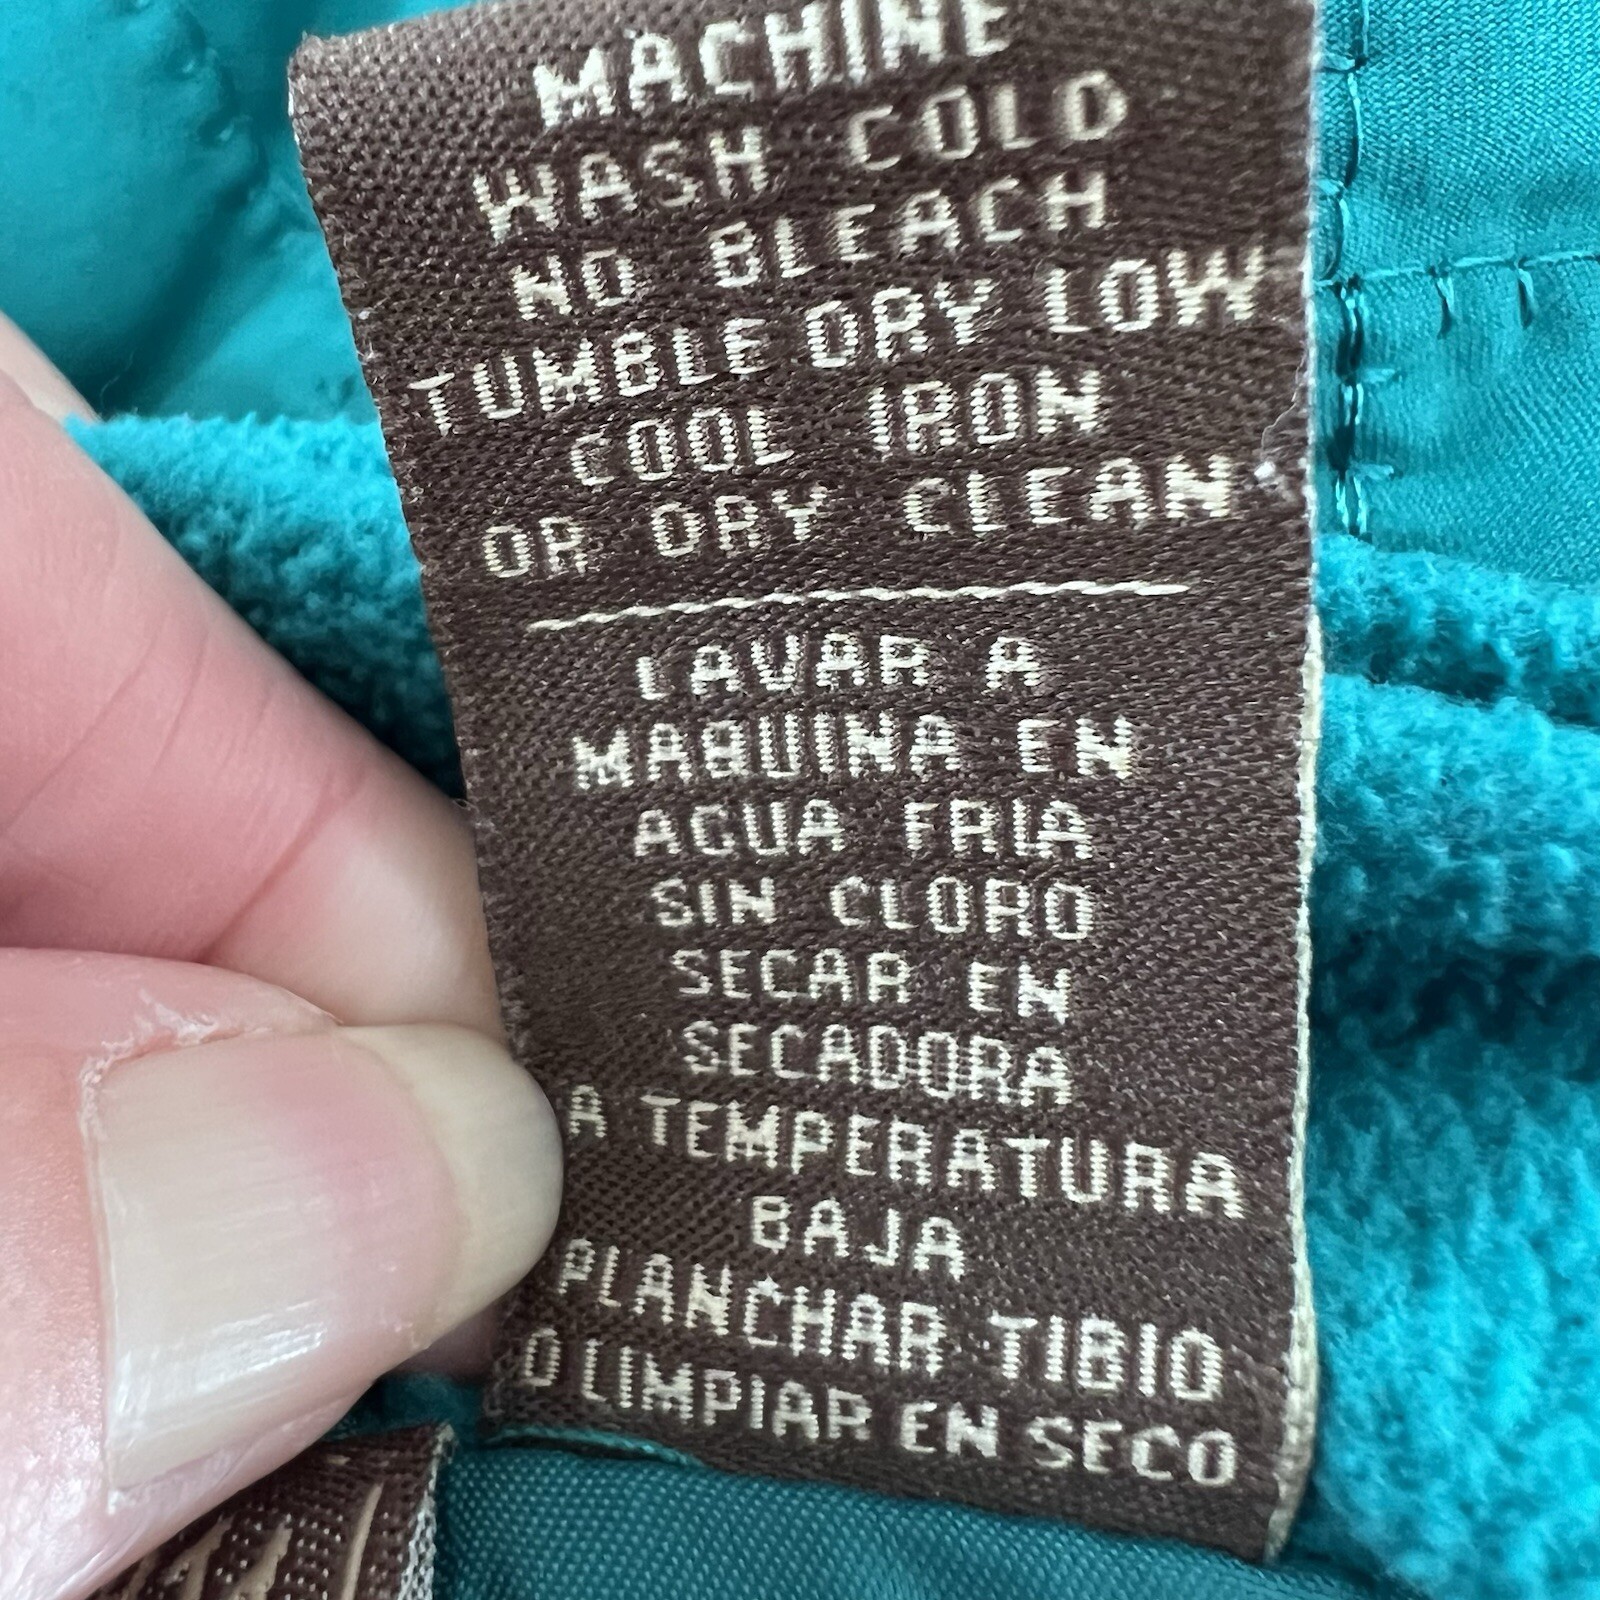 MACHINE
WASH COLD
NO BLEACH
TUMBLE DRY LOW
COOL IRON
OR DRY CLEAN
LAVAR A
MAQUINA EN
AGUA FRIA
SIN CLORO
SECAR EN
SECADORA
A TEMPERATURA
BAJA
PLANCHAR TIBIO
O LIMPIAR EN SECO